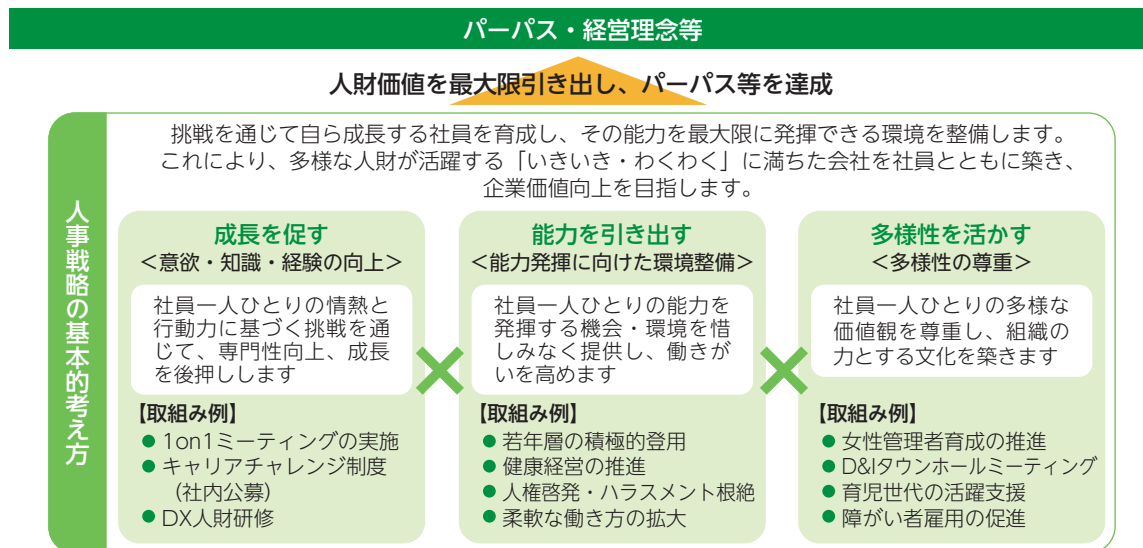 パーパス・経営理念等
人財価値を最大限引き出し、パーパス等を達成
人事戦略の基本的考え方
挑戦を通じて自ら成長する社員を育成し、その能力を最大限に発揮できる環境を整備します。
これにより、多様な人財が活躍する「いきいき・わくわく」に満ちた会社を社員とともに築き、
企業価値向上を目指します。
成長を促す
＜意欲・知識・経験の向上＞
社員一人ひとりの情熱と
行動力に基づく挑戦を通
じて、専門性向上、成長
を後押しします
【取組み例】
● 1on1ミーティングの実施
● キャリアチャレンジ制度
（社内公募）
● DX人財研修
×
能力を引き出す
＜能力発揮に向けた環境整備＞
社員一人ひとりの能力を
発揮する機会・環境を惜
しみなく提供し、働きが
いを高めます
【取組み例】
● 若年層の積極的登用
● 健康経営の推進
● 人権啓発・ハラスメント根絶
● 柔軟な働き方の拡大
×
多様性を活かす
＜多様性の尊重＞
社員一人ひとりの多様な
価値観を尊重し、組織の
力とする文化を築きます
【取組み例】
● 女性管理者育成の推進
● D&Iタウンホールミーティング
● 育児世代の活躍支援
● 障がい者雇用の促進